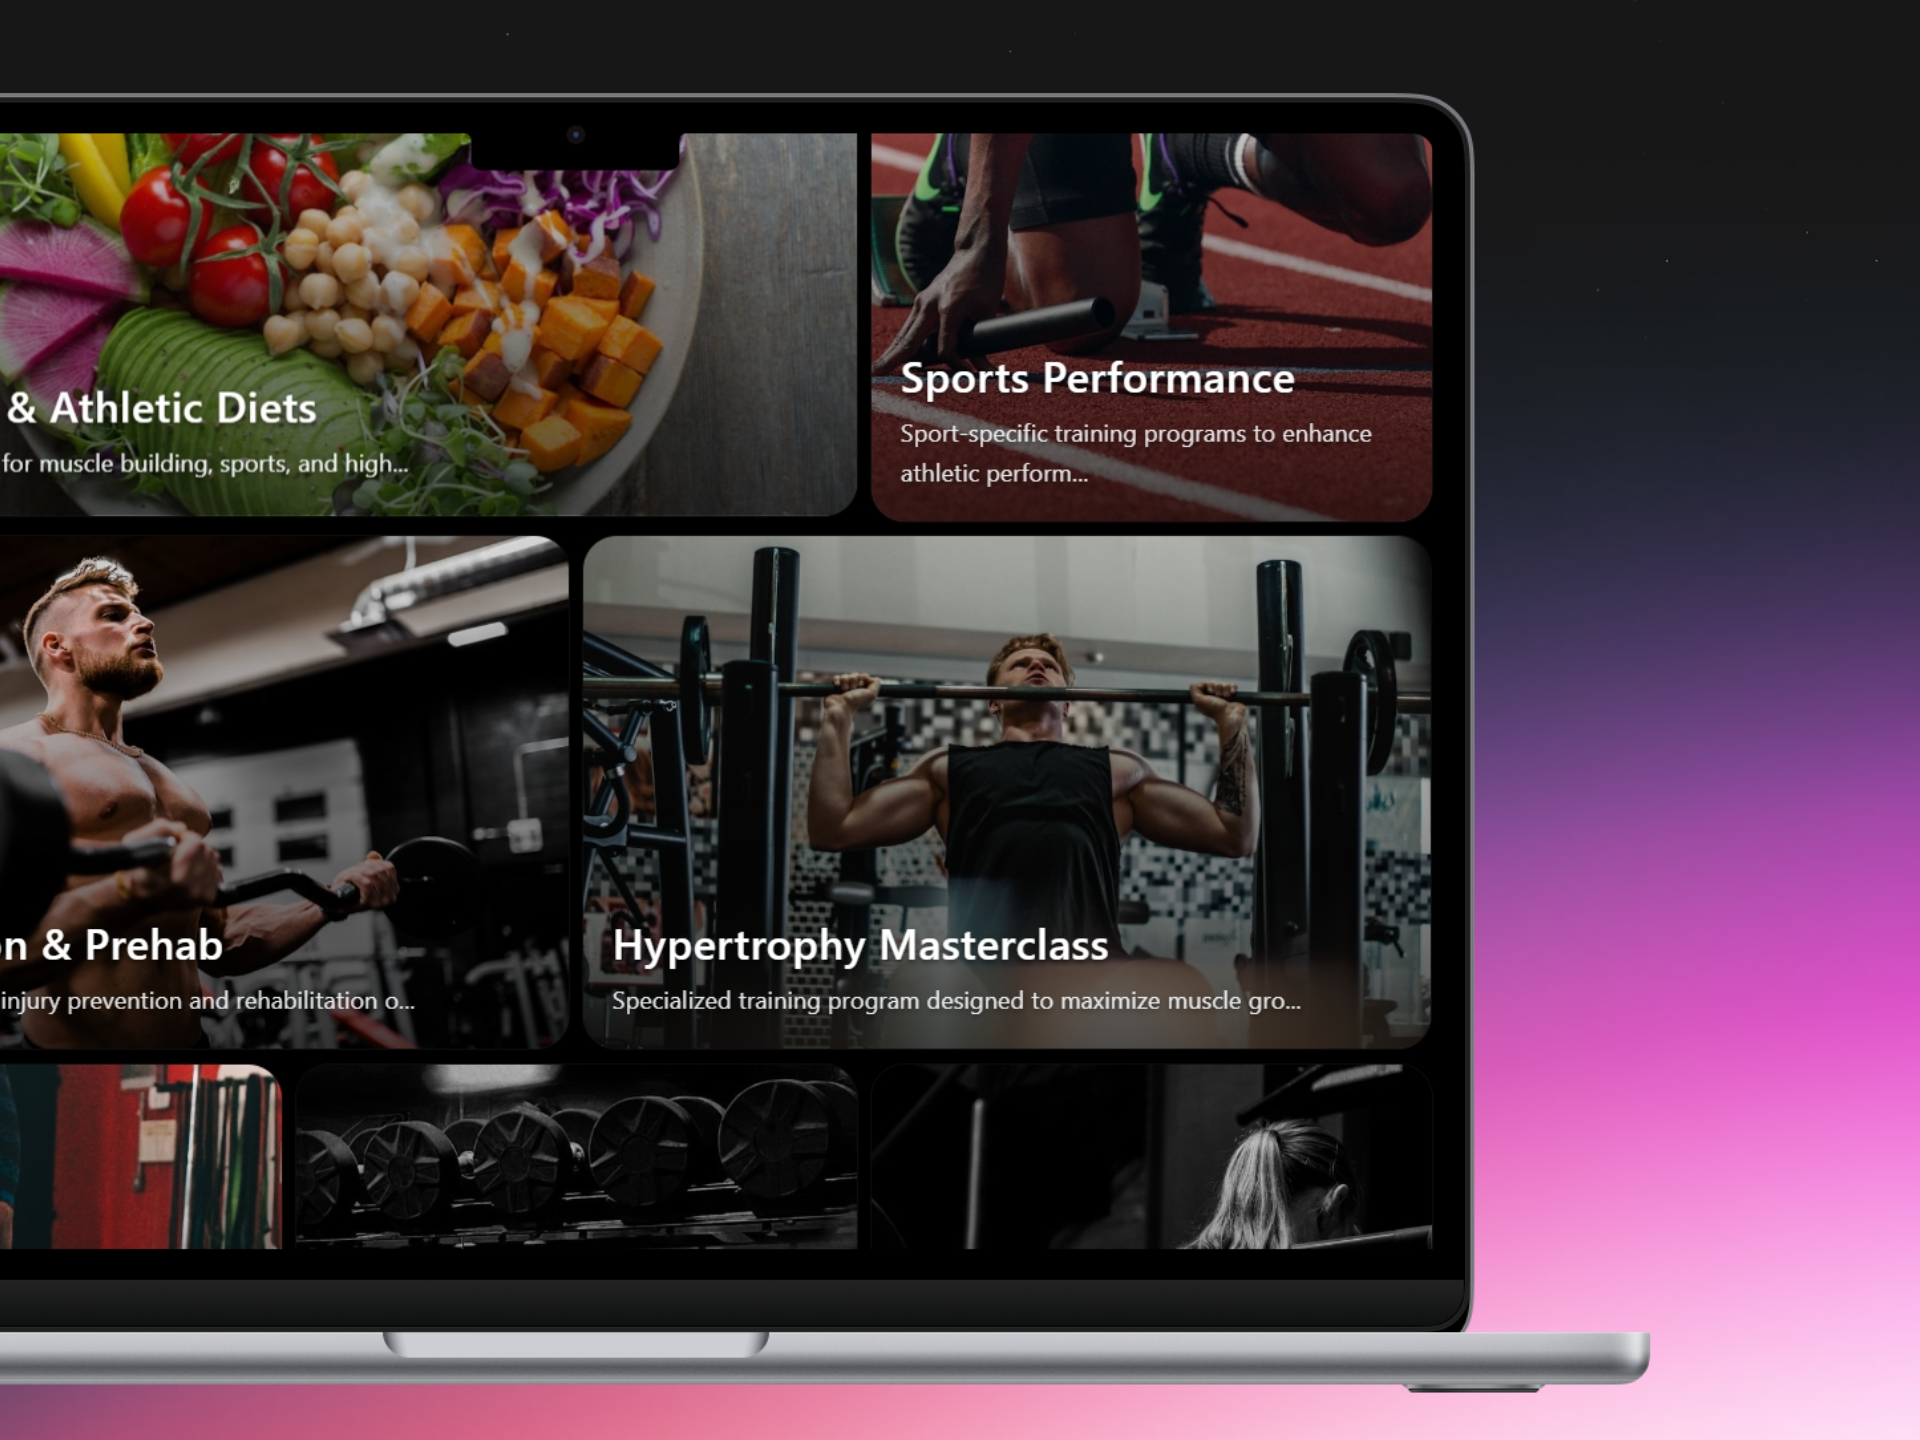 & Athletic Diets
for muscle building, sports, and high...
Sports Performance
Sport-specific training programs to enhance
athletic perform...
& Prehab
injury prevention and rehabilitation o...
Hypertrophy Masterclass
Specialized training program designed to maximize muscle gro...